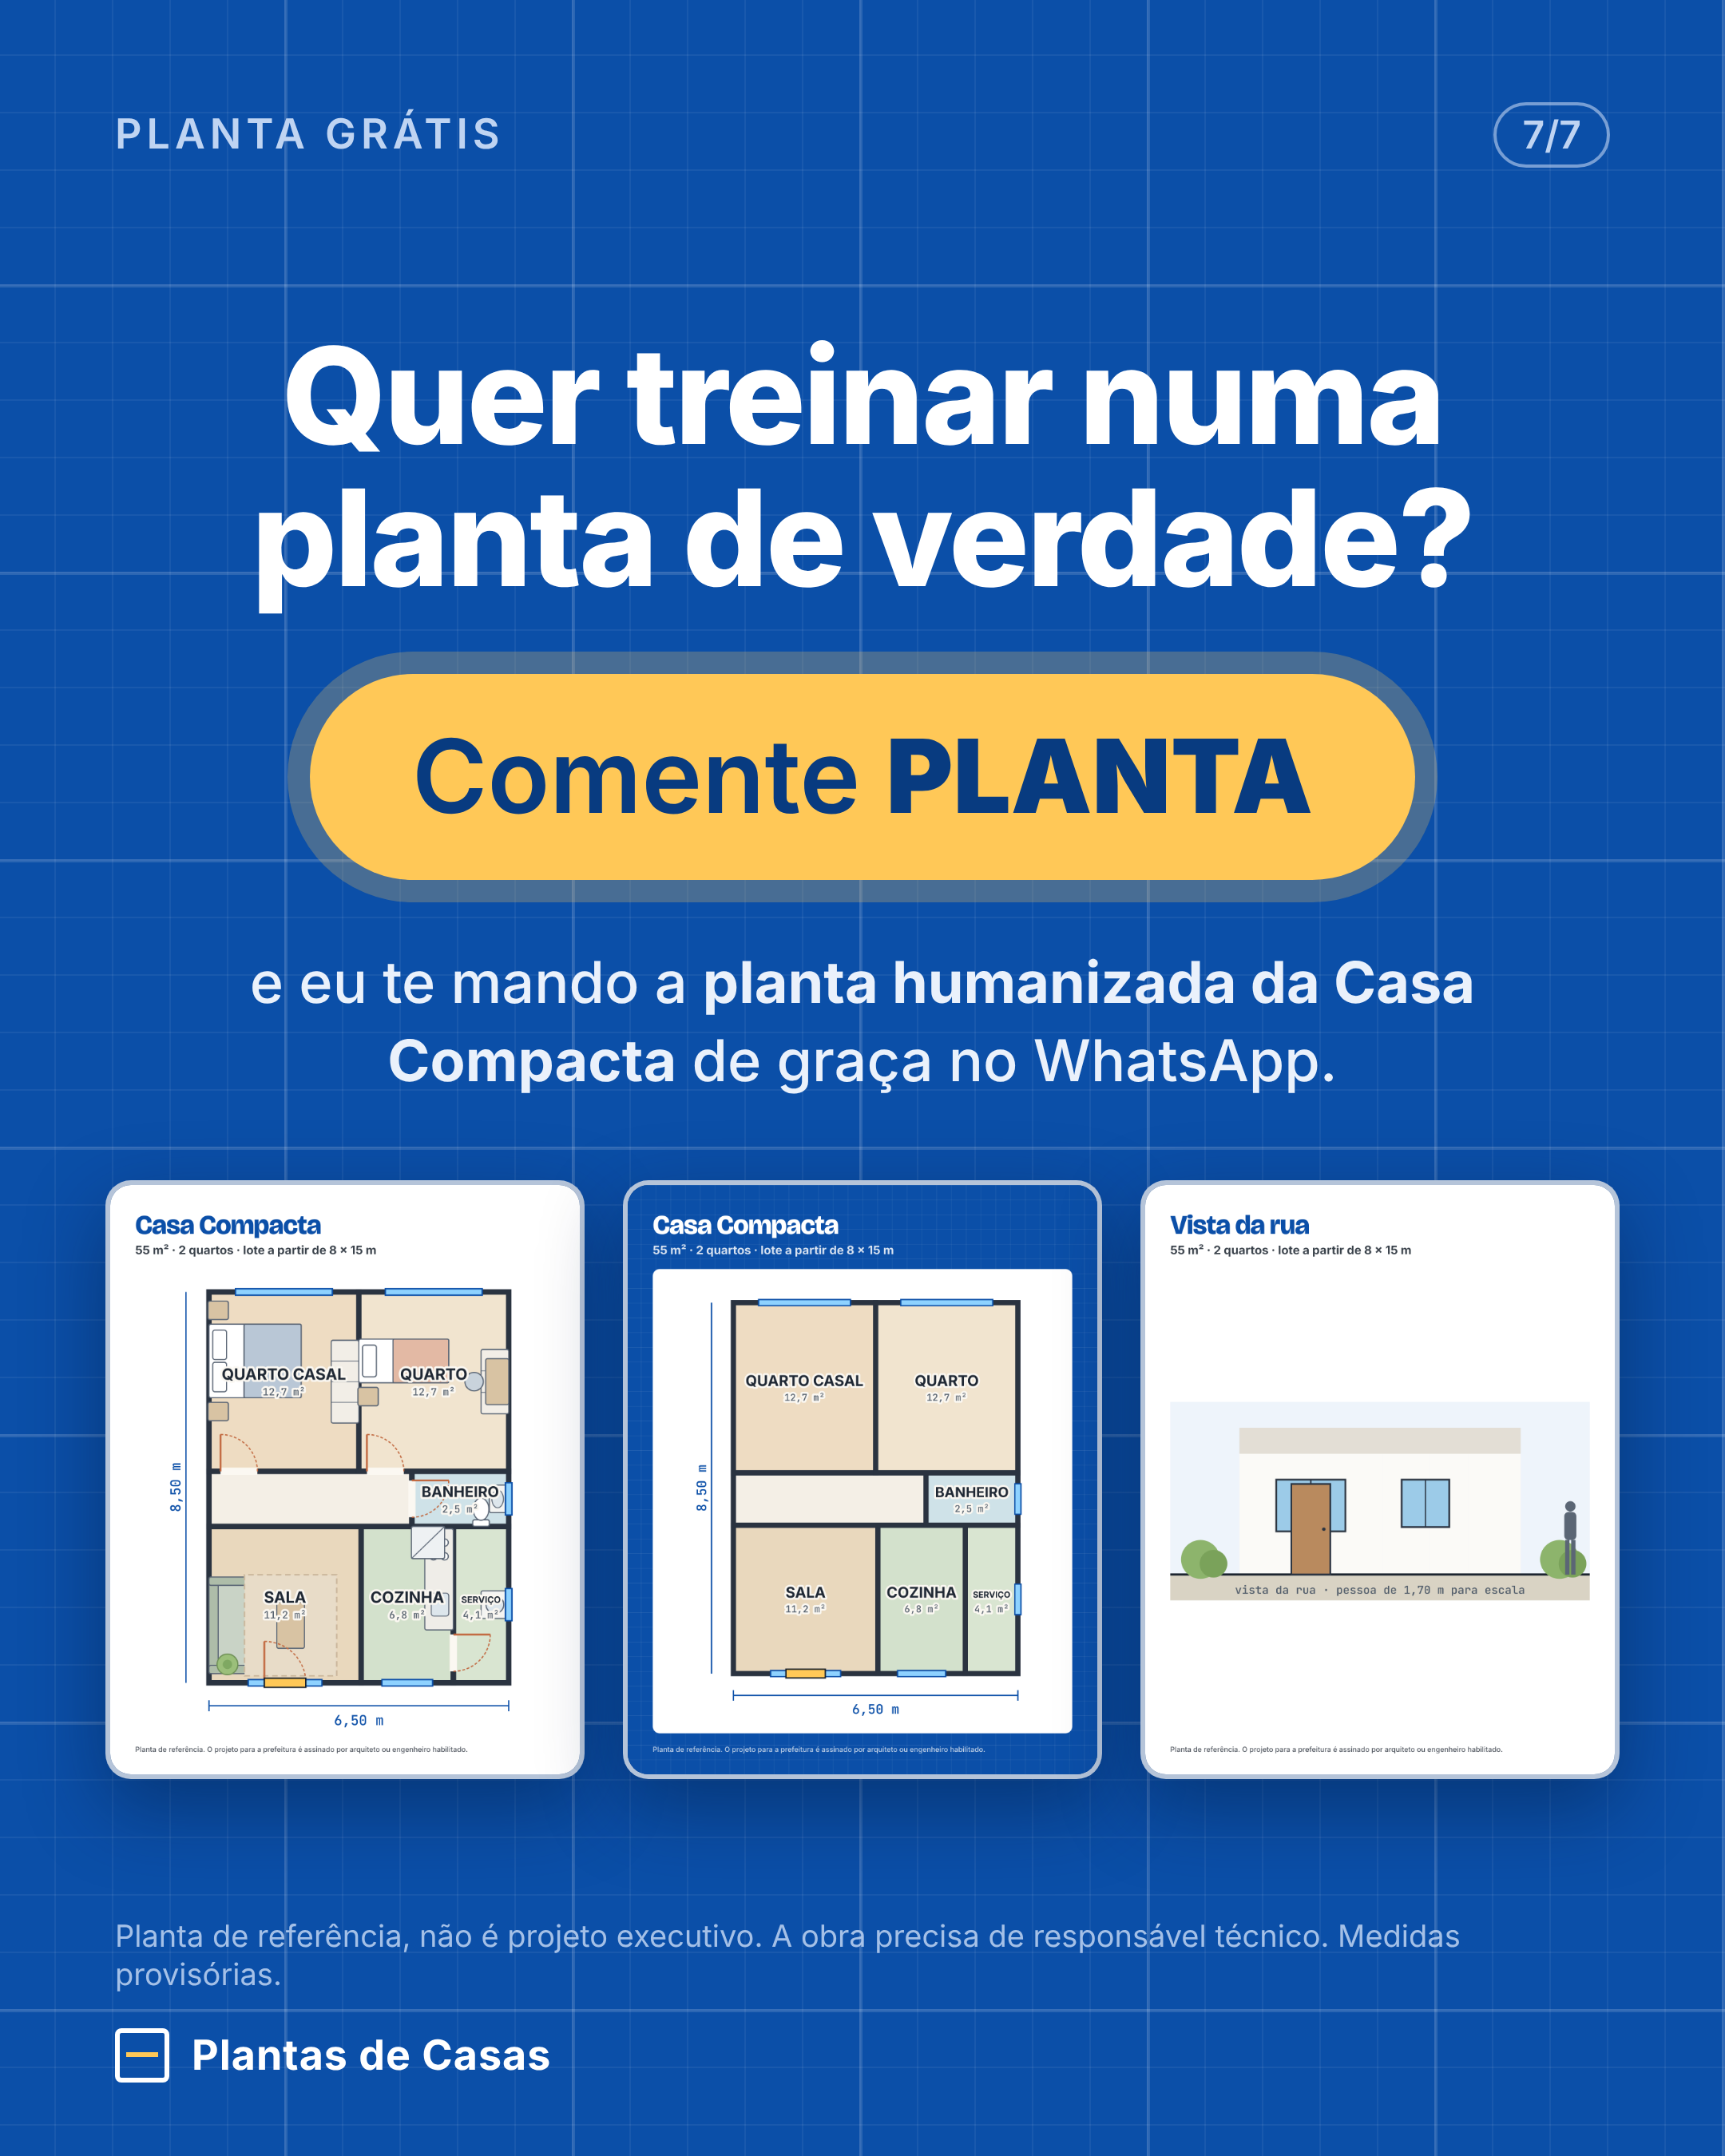 PLANTA GRÁTIS
7/7
Quer treinar numa
planta de verdade?
Comente PLANTA
e eu te mando a planta humanizada da Casa
Compacta de graça no WhatsApp.
Casa Compacta
55 m² · 2 quartos · lote a partir de 8 × 15 m
QUARTO CASAL
12,7 m²
QUARTO
12,7 m²
BANHEIRO
2,5 m²
8,50 m
SALA
11,2 m²
COZINHA
6,8 m²
SERVIÇO
4,1 m²
6,50 m
Planta de referência. O projeto para a prefeitura é assinado por arquiteto ou engenheiro habilitado.
Casa Compacta
55 m² · 2 quartos · lote a partir de 8 × 15 m
QUARTO CASAL
12,7 m²
QUARTO
12,7 m²
BANHEIRO
2,5 m²
8,50 m
SALA
11,2 m²
COZINHA
6,8 m²
SERVIÇO
4,1 m²
6,50 m
Planta de referência. O projeto para a prefeitura é assinado por arquiteto ou engenheiro habilitado.
Vista da rua
55 m² · 2 quartos · lote a partir de 8 × 15 m
vista da rua · pessoa de 1,70 m para escala
Planta de referência. O projeto para a prefeitura é assinado por arquiteto ou engenheiro habilitado.
Planta de referência, não é projeto executivo. A obra precisa de responsável técnico. Medidas
provisórias.
Plantas de Casas